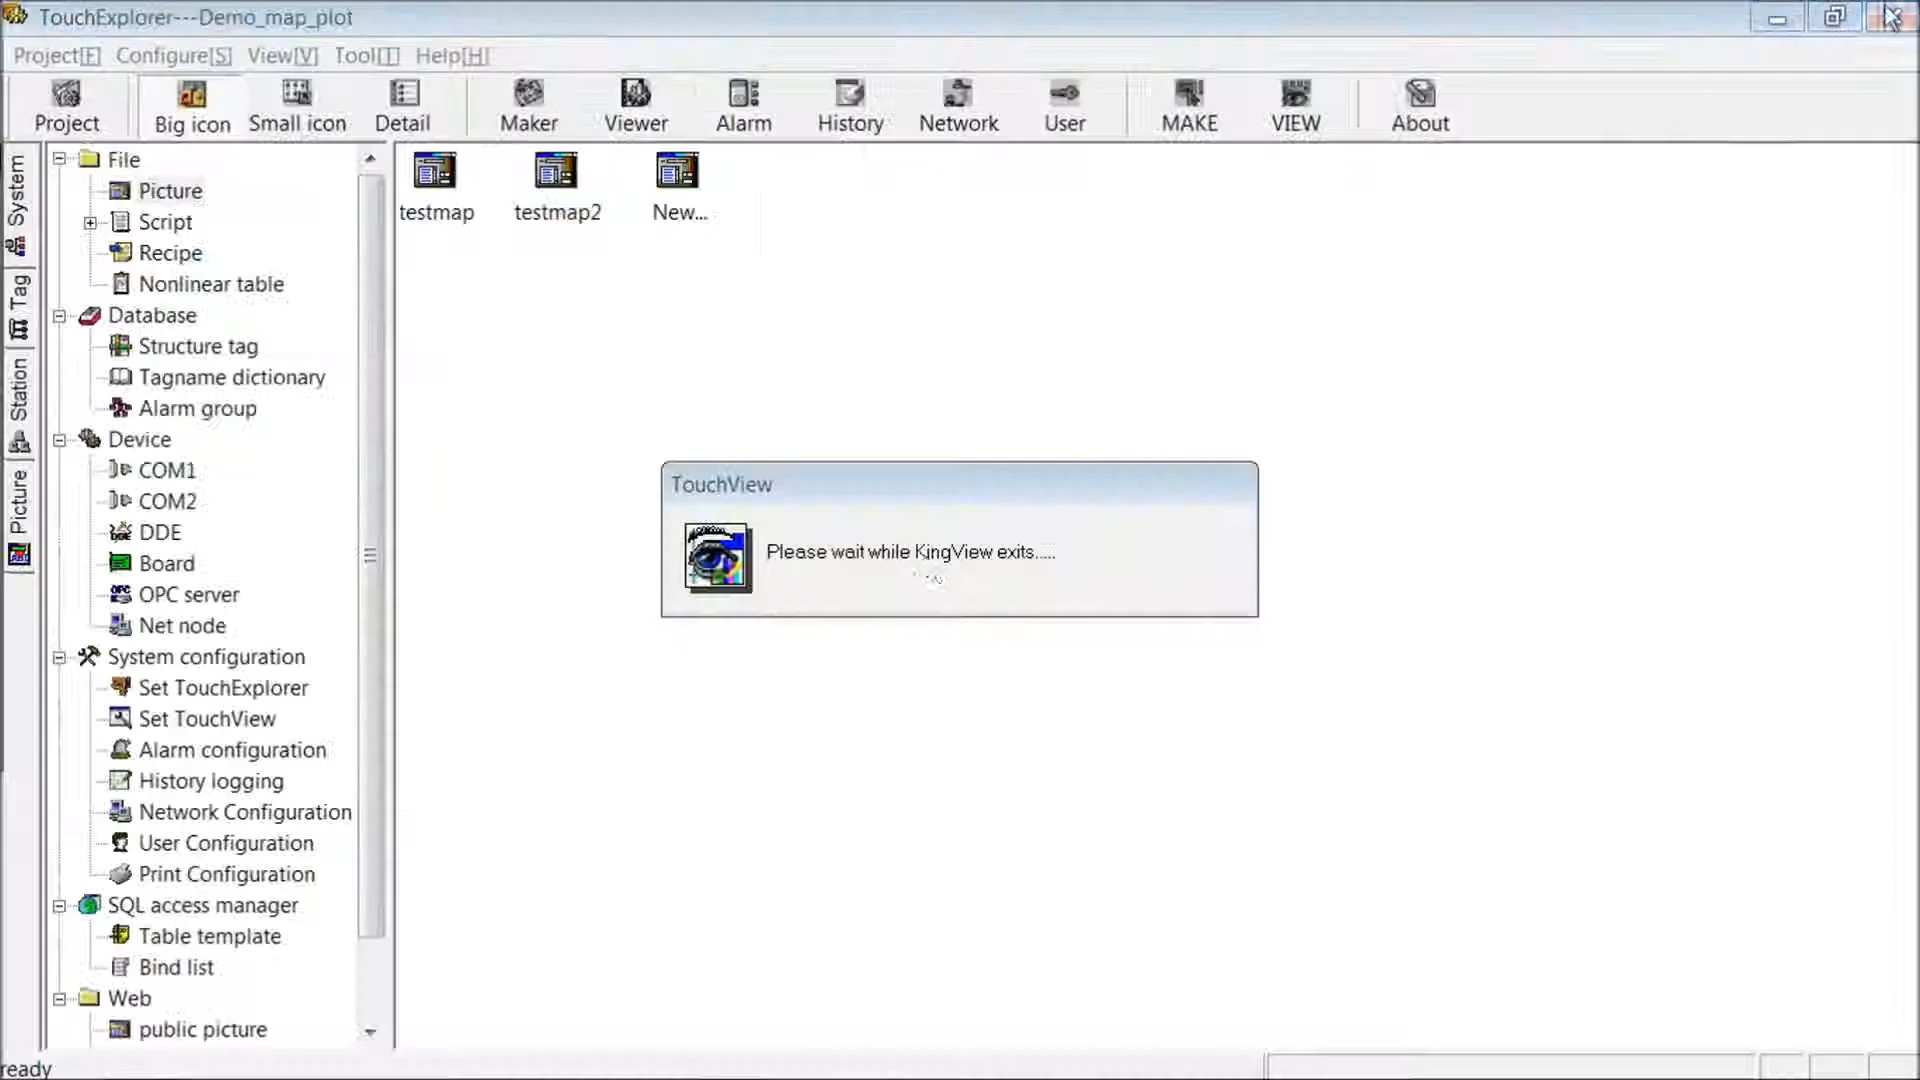 TouchExplorer---Demo_map_plot
Project[F] Configure[S] View[V] Tool[T] Help[H]
Project Big icon Small icon Detail Maker Viewer Alarm History Network User MAKE VIEW About
System
Tag
Station
Picture
File
Picture
Script
Recipe
Nonlinear table
Database
Structure tag
Tagname dictionary
Alarm group
Device
COM1
COM2
DDE
Board
OPC server
Net node
System configuration
Set TouchExplorer
Set TouchView
Alarm configuration
History logging
Network Configuration
User Configuration
Print Configuration
SQL access manager
Table template
Bind list
Web
public picture
testmap testmap2 New...
TouchView
Please wait while KingView exits.....
ready